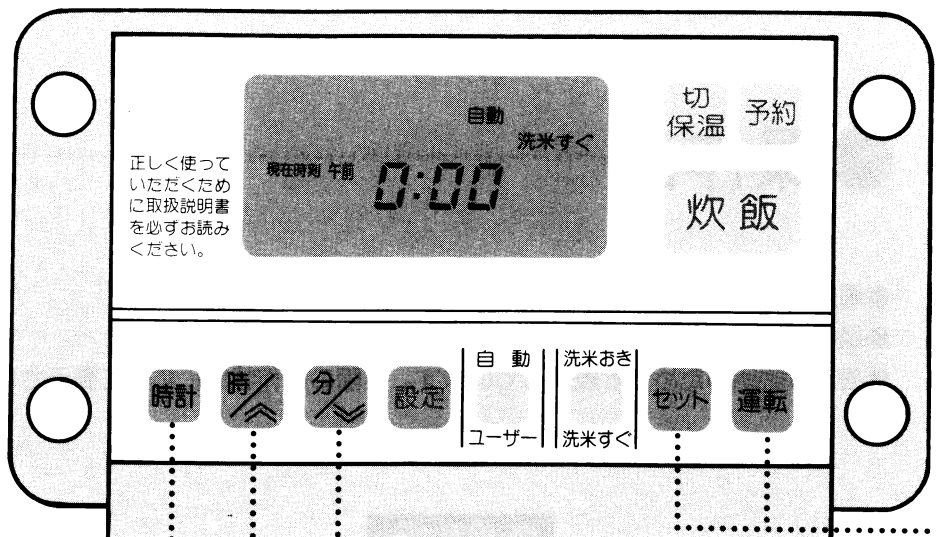 自動
洗米すぐ
現在時刻 午前 0:00
正しく使って
いただくため
に取扱説明書
を必ずお読み
ください。
切
保温
予約
炊飯
時計
時
分
設定
自動
ユーザー
洗米おき
洗米すぐ
セット
運転